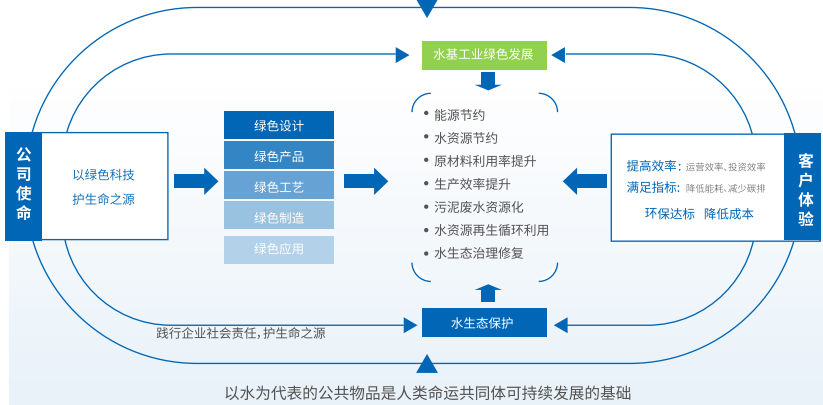 水基工业绿色发展
公司使命
以绿色科技
护生命之源
绿色设计
绿色产品
绿色工艺
绿色制造
绿色应用
• 能源节约
• 水资源节约
• 原材料利用率提升
• 生产效率提升
• 污泥废水资源化
• 水资源再生循环利用
• 水生态治理修复
提高效率：运营效率、投资效率
满足指标：降低能耗、减少碳排
环保达标 降低成本
客户体验
水生态保护
践行企业社会责任，护生命之源
以水为代表的公共物品是人类命运共同体可持续发展的基础